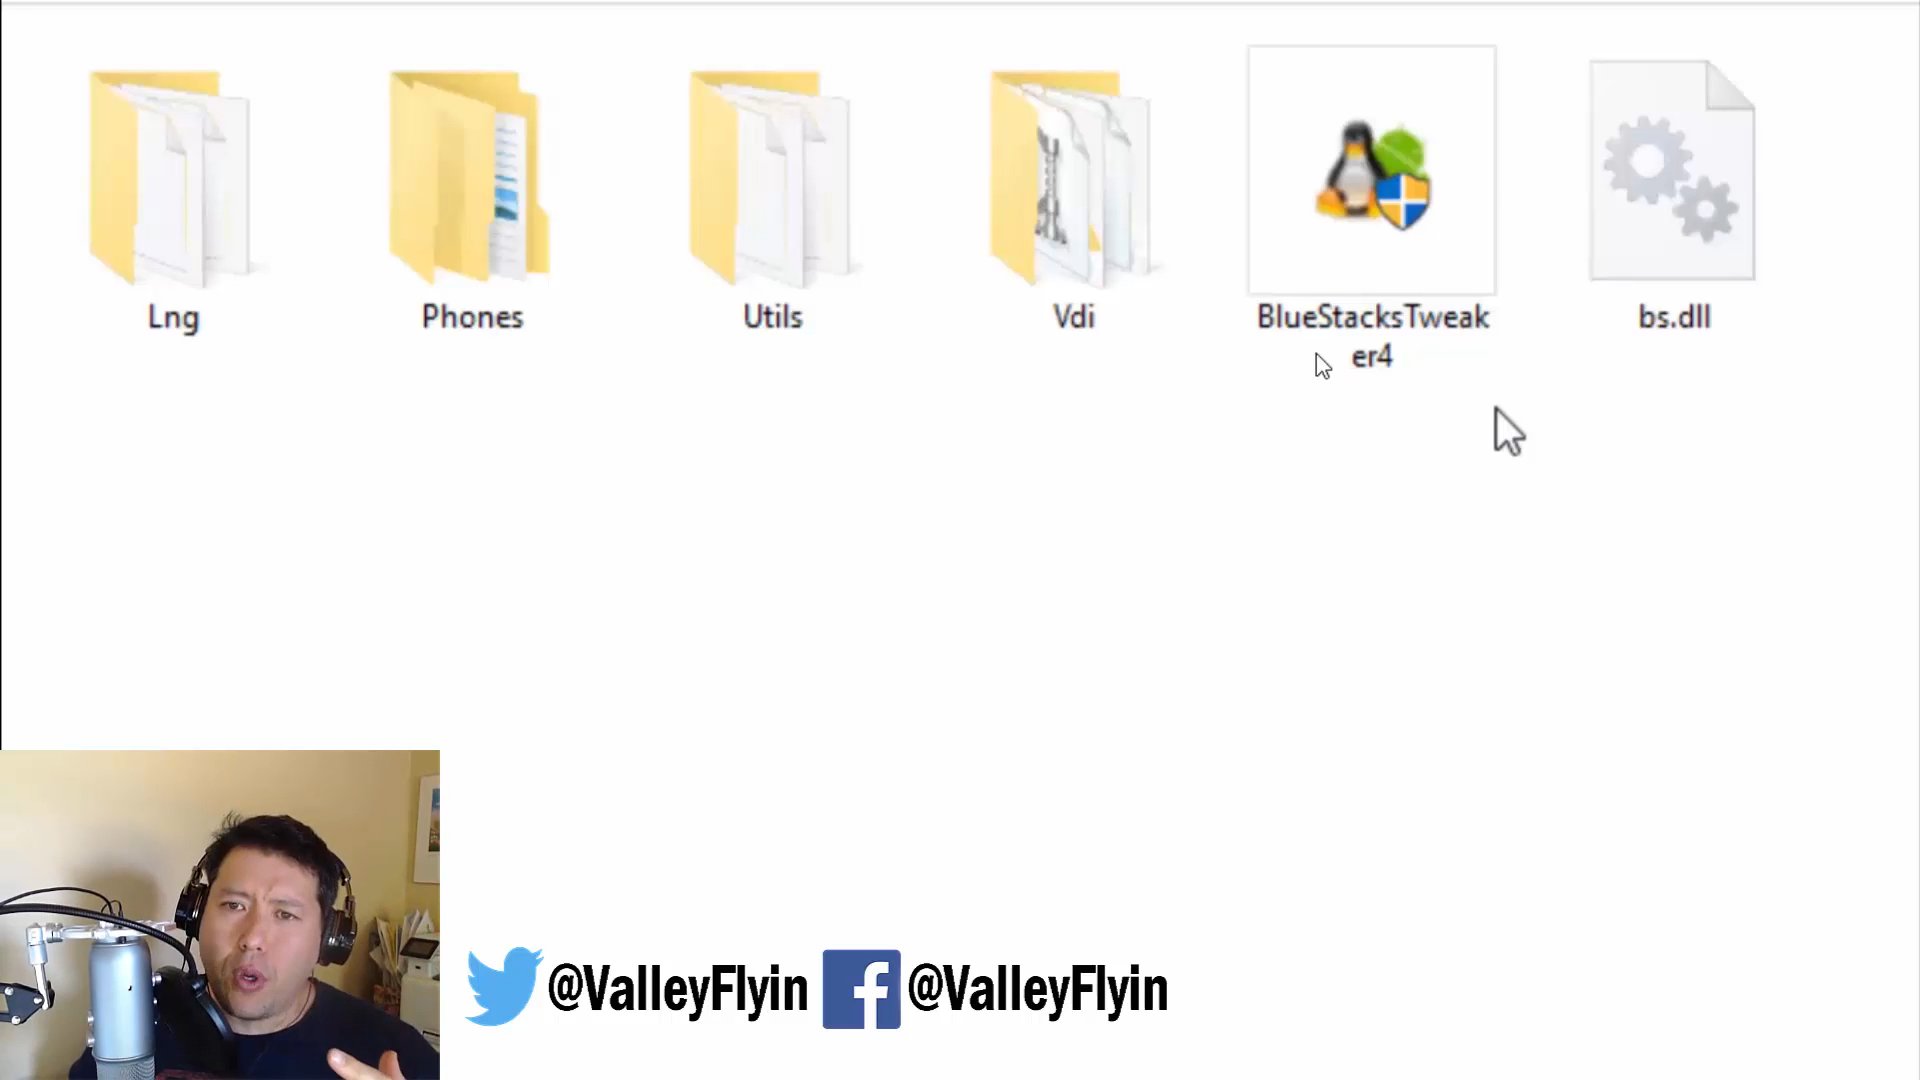 Lng
Phones
Utils
Vdi
BlueStacksTweak
er4
bs.dll
@ValleyFlyin
@ValleyFlyin